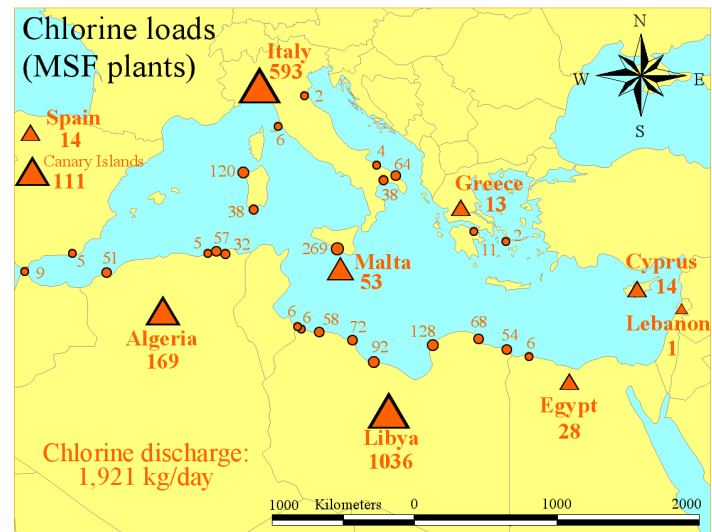 Chlorine loads
(MSF plants)
Italy
593
N
W
E
S
2
Spain
14
6
Canary Islands
111
4
64
120
38
Greece
13
38
11
2
57
5
32
269
5
9
51
Malta
53
Cyprus
14
6
6
58
72
128
68
54
Lebanon
1
92
6
Algeria
169
Egypt
28
Libya
1036
Chlorine discharge:
1,921 kg/day
1000
Kilometers
0
1000
2000